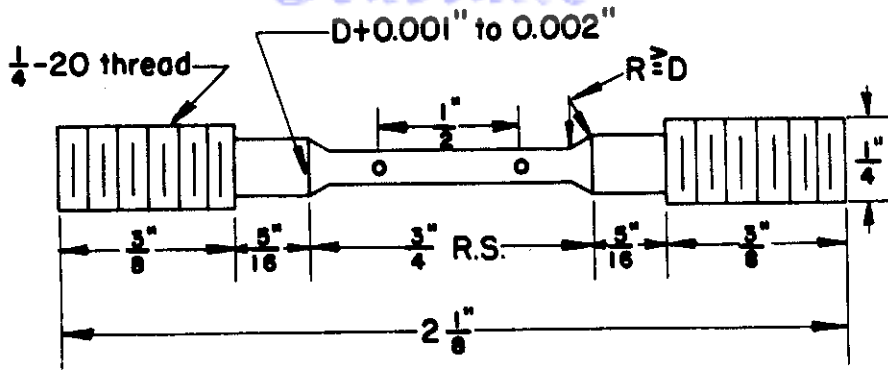 D+0.001" to 0.002"
1/4-20 thread
R≧D
1/2"
1/4"
3/8" 5/16" 3/4" R.S. 5/16" 3/8"
2 1/8"